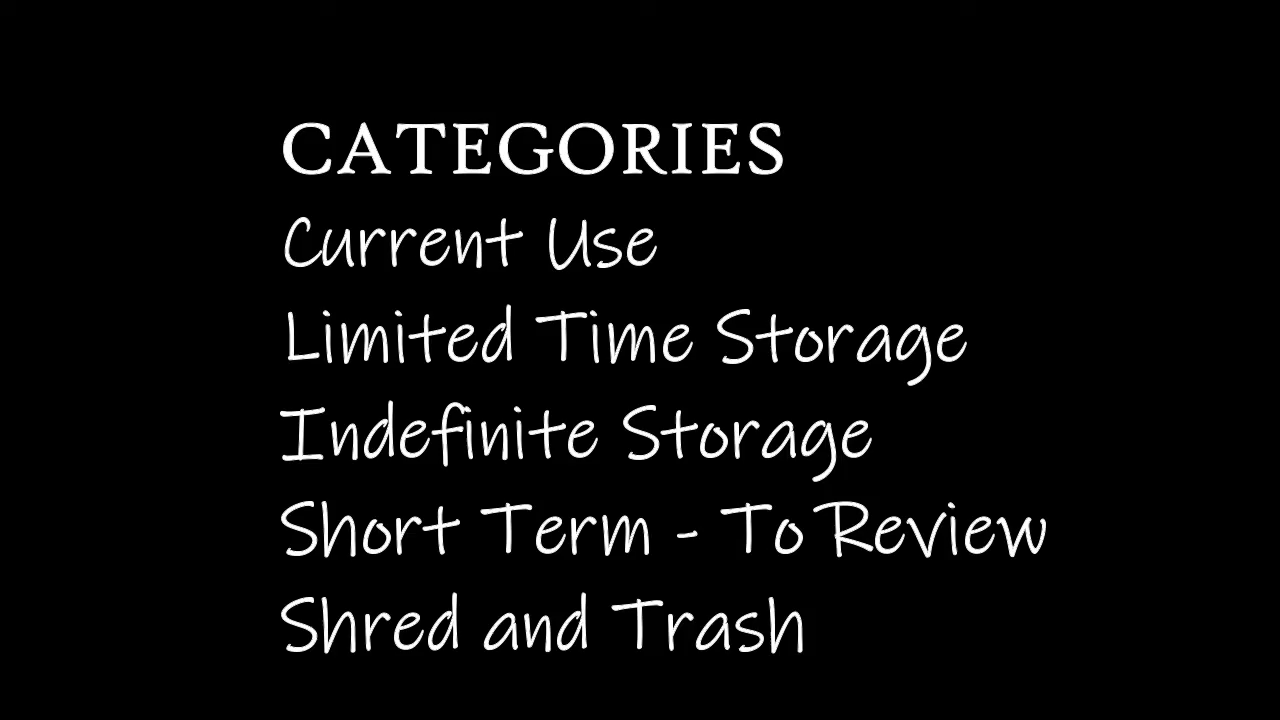 CATEGORIES
Current Use
Limited Time Storage
Indefinite Storage
Short Term - To Review
Shred and Trash